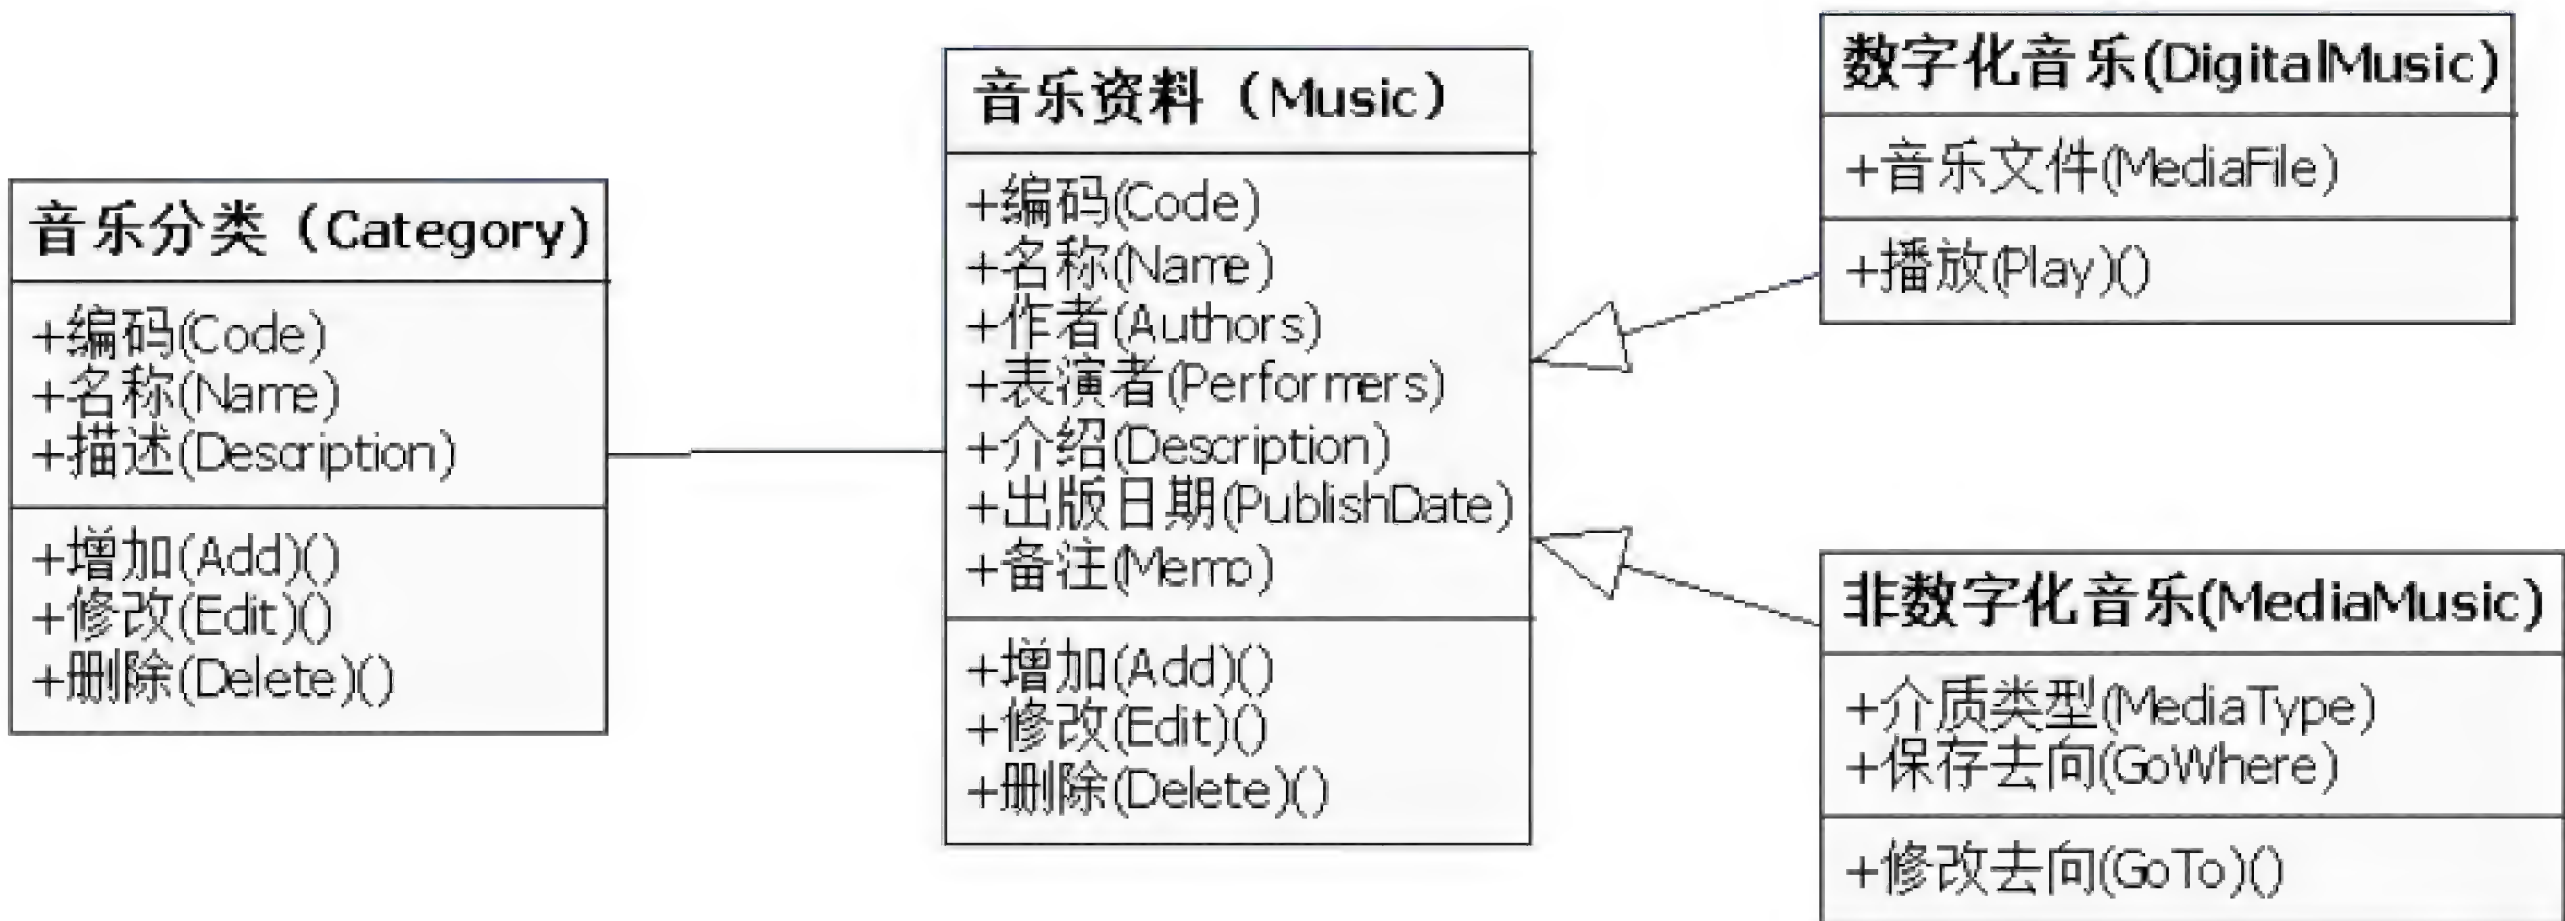 音乐分类（Category)
+编码(Code)
+名称(Name)
+描述(Description)
+增加(Add)()
+修改(Edit)()
+删除(Delete)()
音乐资料（Music）
+编码(Code)
+名称(Name)
+作者(Authors)
+表演者(Performers)
+介绍(Description)
+出版日期(PublishDate)
+备注(Memo)
+增加(Add)()
+修改(Edit)()
+删除(Delete)()
数字化音乐(DigitalMusic)
+音乐文件(MediaFile)
+播放(Play)()
非数字化音乐(MediaMusic)
+介质类型(MediaType)
+保存去向(GoWhere)
+修改去向(GoTo)()